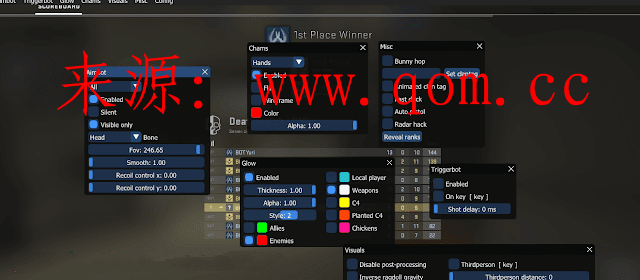 Triggerbot Glow Chams Visuals Misc Config
SCOREBOARD
1st Place Winner
来源：www.qom.cc
Aimbot
All
Enabled
Silent
Visible only
Head Bone
Fov: 246.65
Smooth: 1.00
Recoil control x: 0.00
Recoil control y: 0.00
Chams
Hands
Enabled
Wireframe
Color
Alpha: 1.00
Misc
Bunny hop
Set clantag
Animated clan tag
Fast duck
Auto pistol
Radar hack
Reveal ranks
BOT Yuri
Glow
Enabled
Thickness: 1.00
Alpha: 1.00
Style: 2
Allies
Enemies
Local player
Weapons
C4
Planted C4
Chickens
Triggerbot
Enabled
On key [ key ]
Shot delay: 0 ms
Visuals
Disable post-processing
Inverse ragdoll gravity
Thirdperson [ key ]
Thirdperson distance: 0